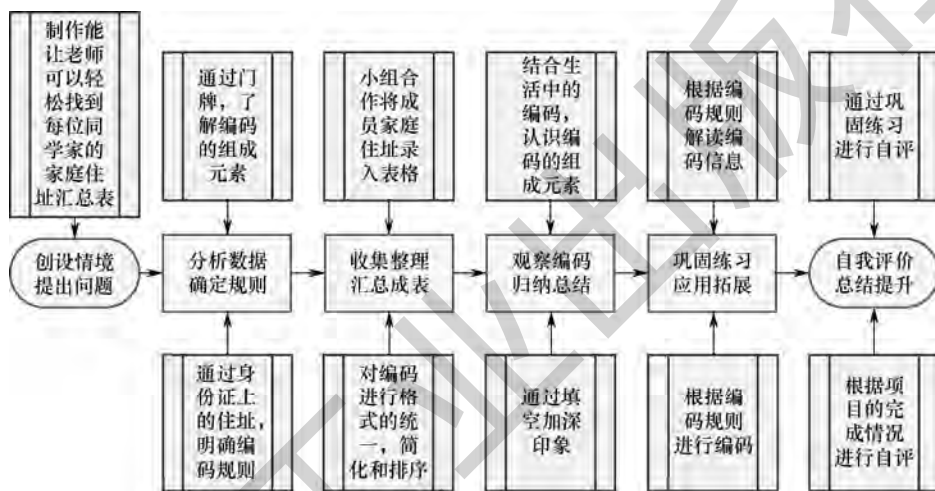 制作能
让老师
可以轻
松找到
每位同
学家的
家庭住
址汇总表
通过门
牌，了
解编码
的组成
元素
小组合
作将成
员家庭
住址录
入表格
结合生
活中的
编码，
认识编
码的组
成元素
根据编
码规则
解读编
码信息
通过巩
固练习
进行自评
创设情境
提出问题
分析数据
确定规则
收集整理
汇总成表
观察编码
归纳总结
巩固练习
应用拓展
自我评价
总结提升
通过身
份证上
的住址，
明确编
码规则
对编码
进行格
式的统
一，简
化和排序
通过填
空加深
印象
根据编
码规则
进行编码
根据项
目的完
成情况
进行自评